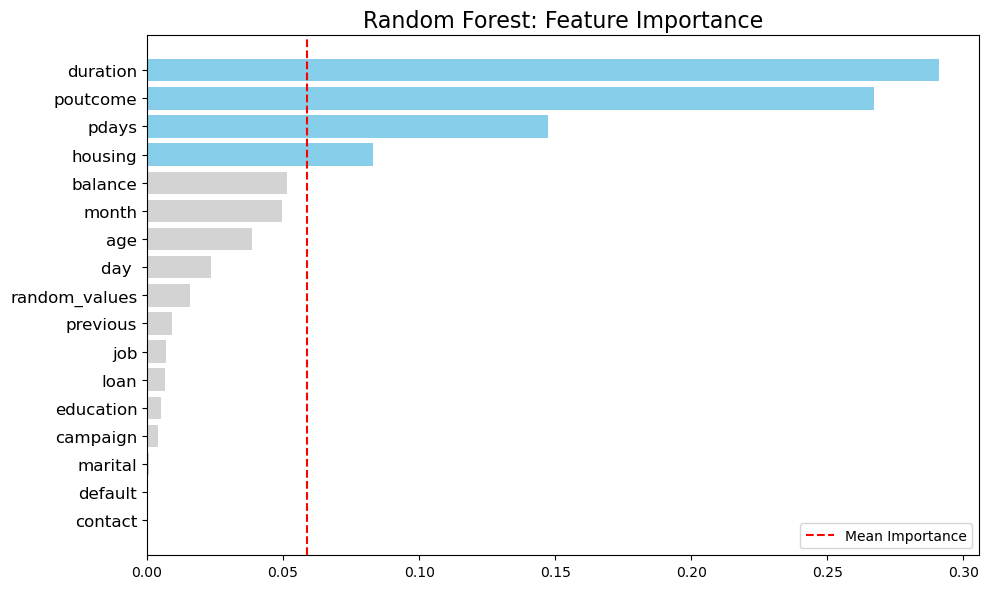 Random Forest: Feature Importance
duration
poutcome
pdays
housing
balance
month
age
day
random_values
previous
job
loan
education
campaign
marital
default
contact
Mean Importance
0.00 0.05 0.10 0.15 0.20 0.25 0.30